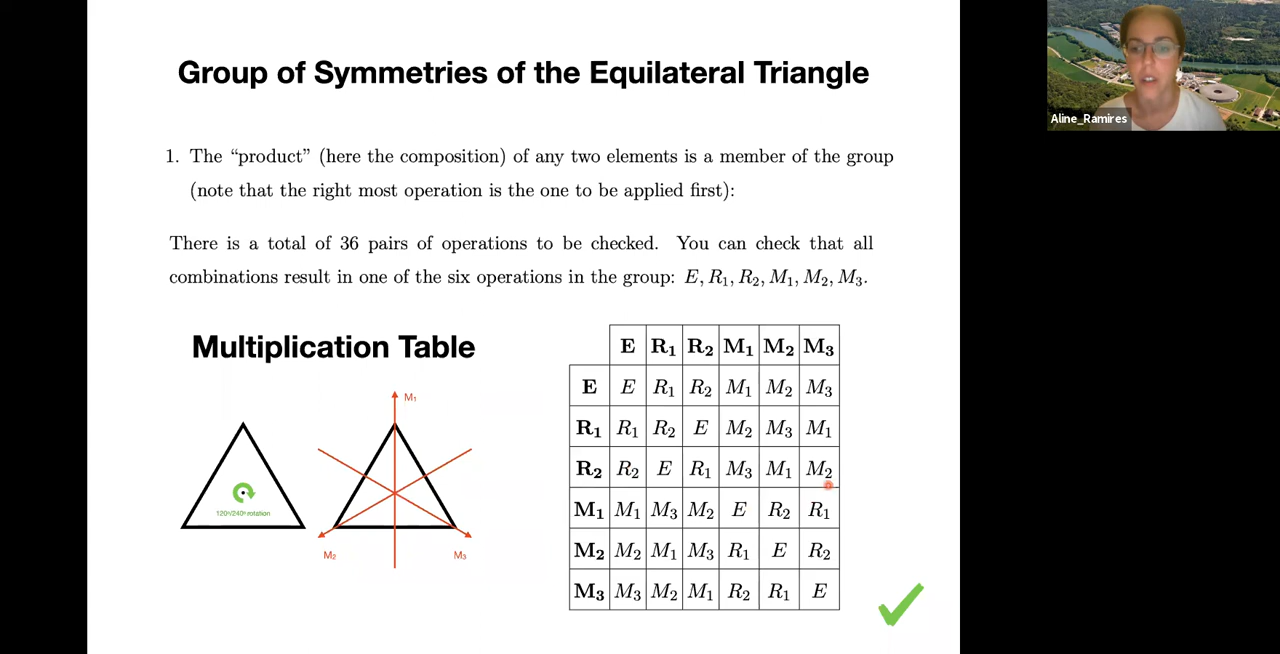 Group of Symmetries of the Equilateral Triangle
Aline_Ramires
1. The “product” (here the composition) of any two elements is a member of the group
(note that the right most operation is the one to be applied first):
There is a total of 36 pairs of operations to be checked. You can check that all
combinations result in one of the six operations in the group: E, R₁, R₂, M₁, M₂, M₃.
Multiplication Table
M₁
120º/240º rotation
M₂
M₃
E R₁ R₂ M₁ M₂ M₃
E E R₁ R₂ M₁ M₂ M₃
R₁ R₁ R₂ E M₂ M₃ M₁
R₂ R₂ E R₁ M₃ M₁ M₂
M₁ M₁ M₃ M₂ E R₂ R₁
M₂ M₂ M₁ M₃ R₁ E R₂
M₃ M₃ M₂ M₁ R₂ R₁ E